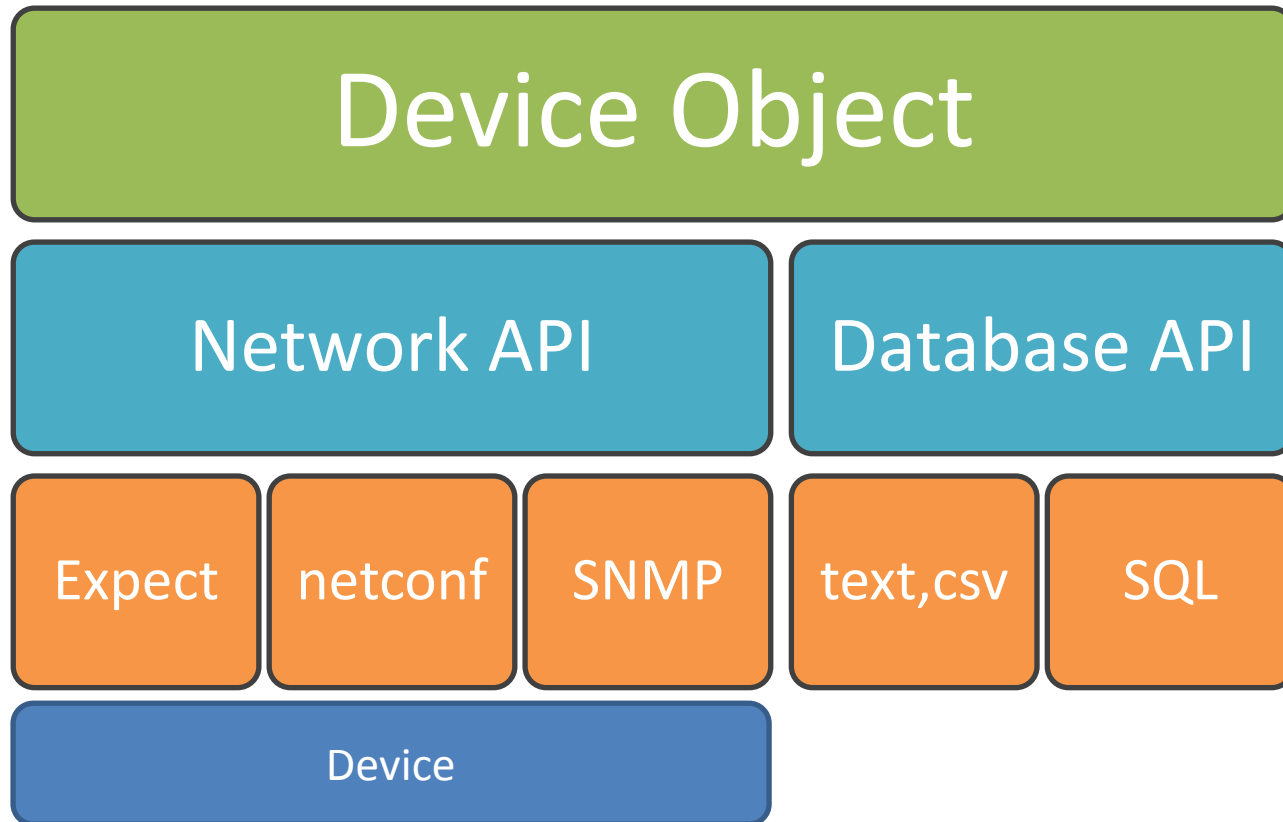 Device Object
Network API
Database API
Expect
netconf
SNMP
text,csv
SQL
Device